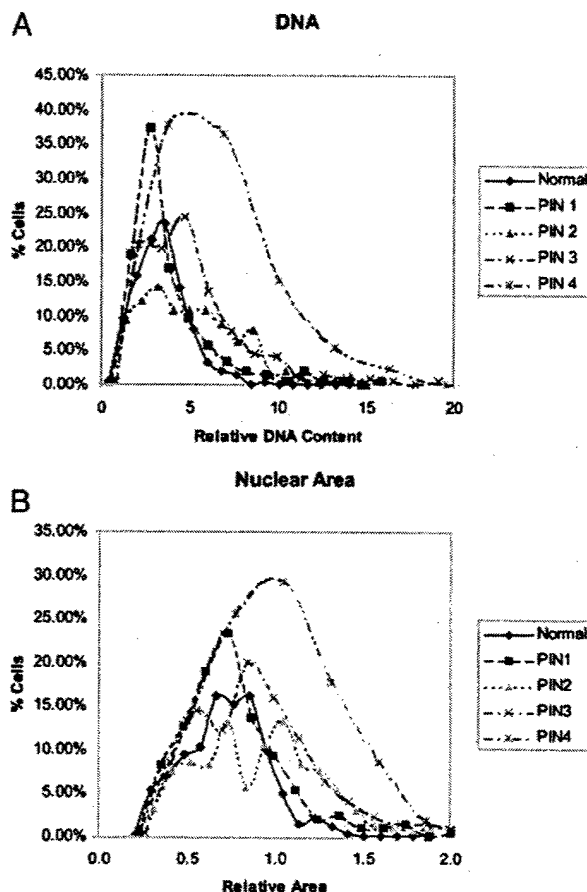 A
DNA
45.00%
40.00%
35.00%
30.00%
25.00%
20.00%
15.00%
10.00%
5.00%
0.00%
% Cells
0 5 10 15 20
Relative DNA Content
Normal
PIN 1
PIN 2
PIN 3
PIN 4
B
Nuclear Area
35.00%
30.00%
25.00%
20.00%
15.00%
10.00%
5.00%
0.00%
% Cells
0.0 0.5 1.0 1.5 2.0
Relative Area
Normal
PIN1
PIN2
PIN3
PIN4